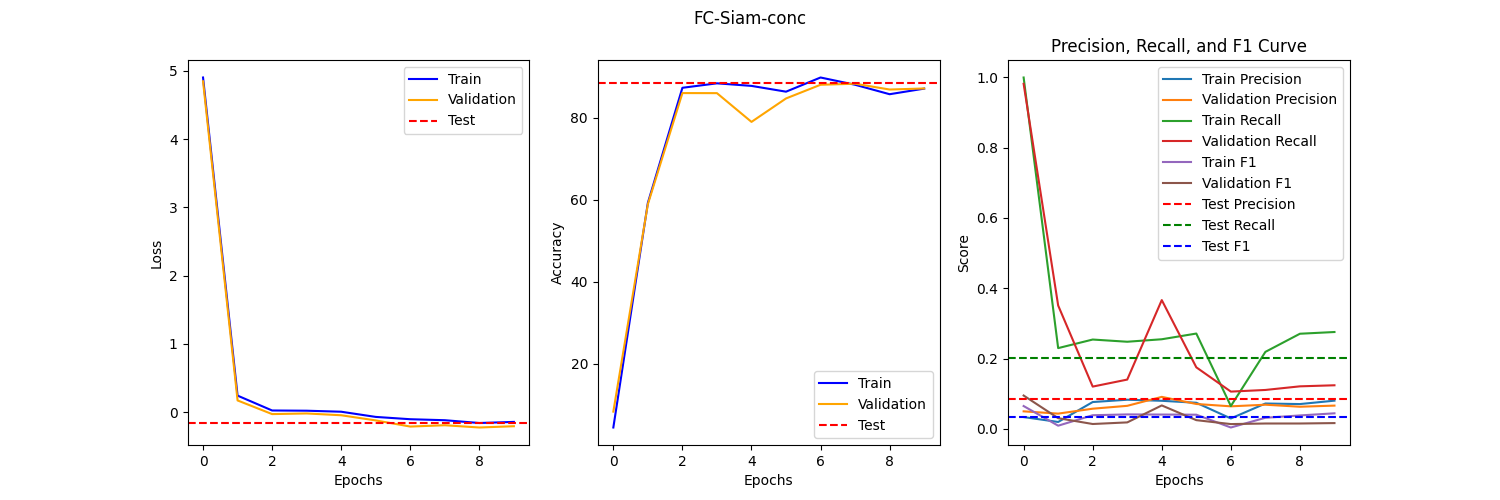 FC-Siam-conc
Loss
5
4
3
2
1
0
0
2
4
6
8
Epochs
Train
Validation
Test
Accuracy
80
60
40
20
0
2
4
6
8
Epochs
Train
Validation
Test
Precision, Recall, and F1 Curve
Score
1.0
0.8
0.6
0.4
0.2
0.0
0
2
4
6
8
Epochs
Train Precision
Validation Precision
Train Recall
Validation Recall
Train F1
Validation F1
Test Precision
Test Recall
Test F1